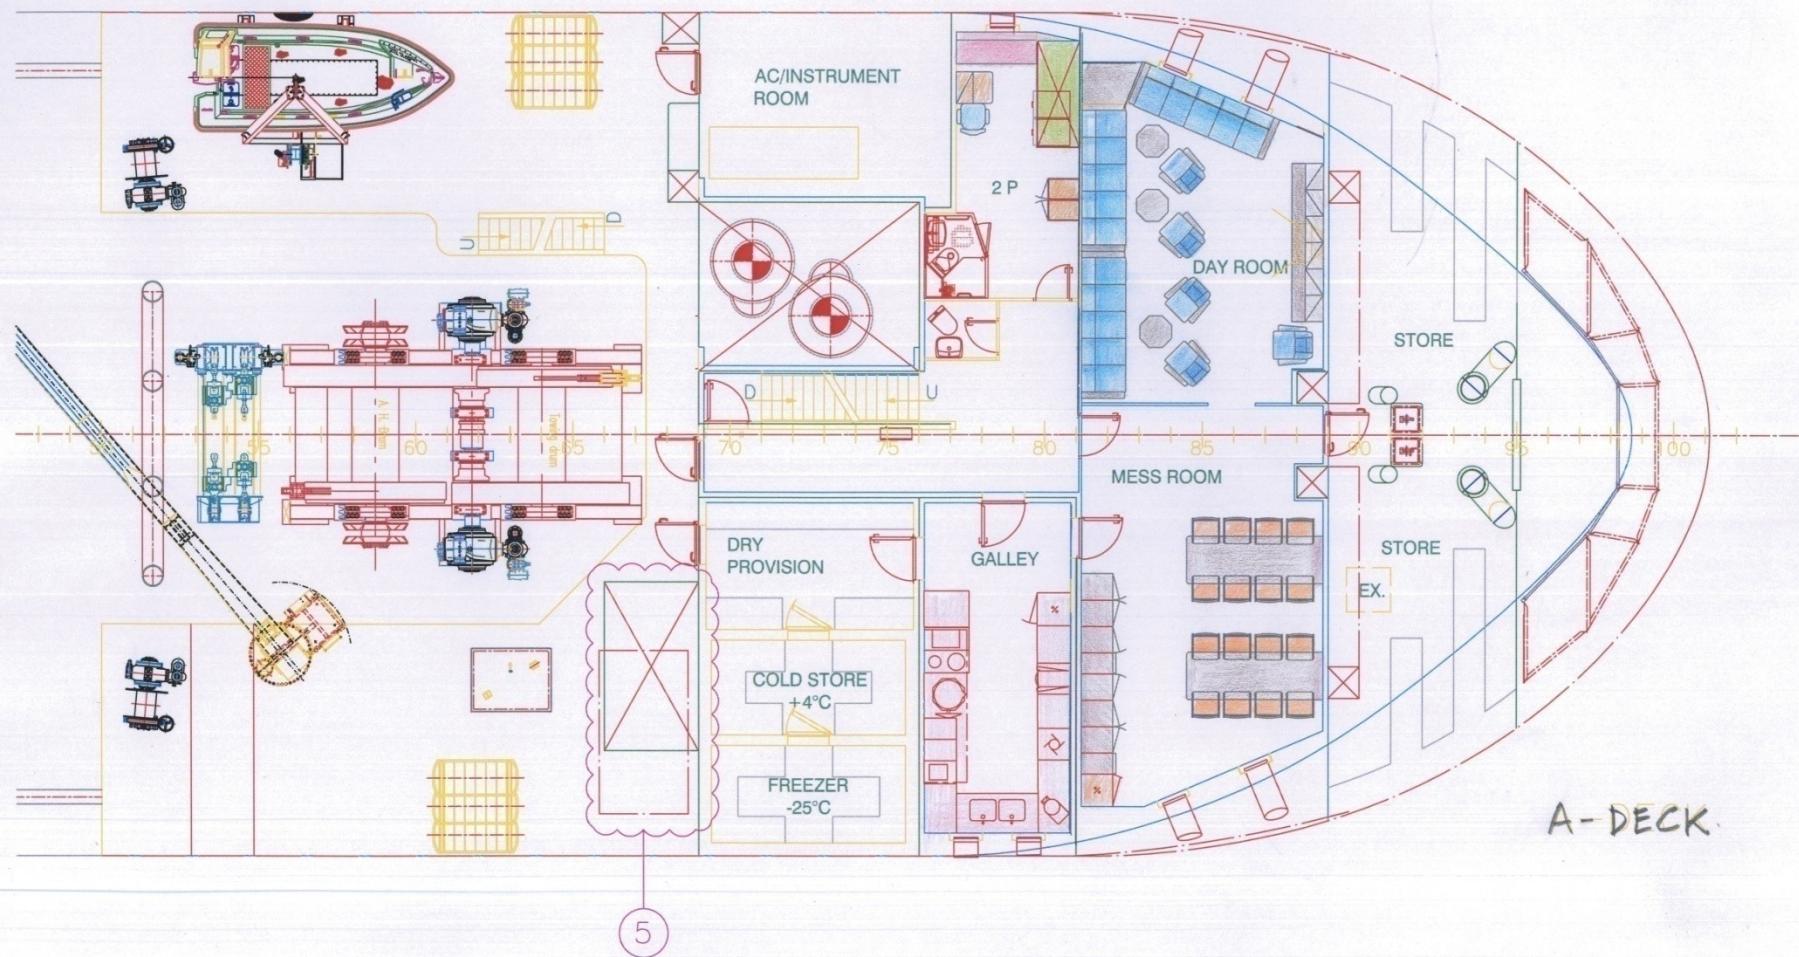 AC/INSTRUMENT
ROOM
2 P
DAY ROOM
U
D
D
U
STORE
A. H. Drum
Towing drum
55
60
65
70
75
80
85
90
95
100
MESS ROOM
DRY
PROVISION
GALLEY
STORE
EX.
COLD STORE
+4°C
FREEZER
-25°C
A-DECK.
5